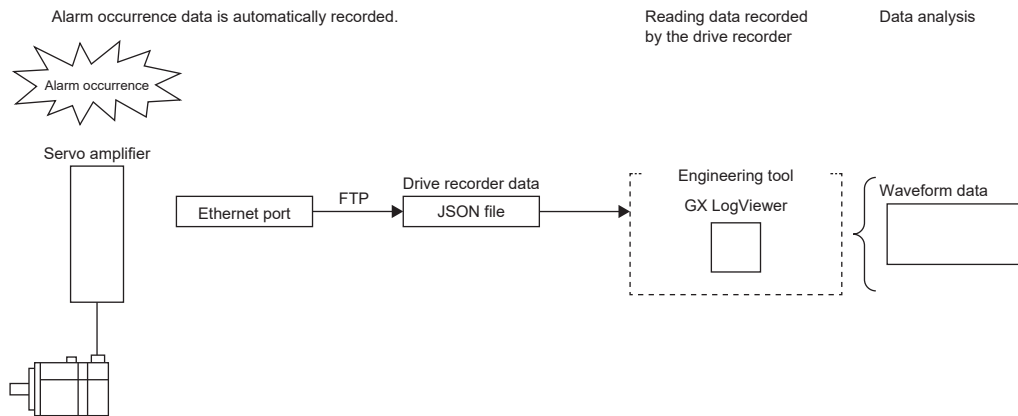 Alarm occurrence data is automatically recorded.
Reading data recorded
by the drive recorder
Data analysis
Alarm occurrence
Servo amplifier
Ethernet port
FTP
Drive recorder data
JSON file
Engineering tool
GX LogViewer
Waveform data